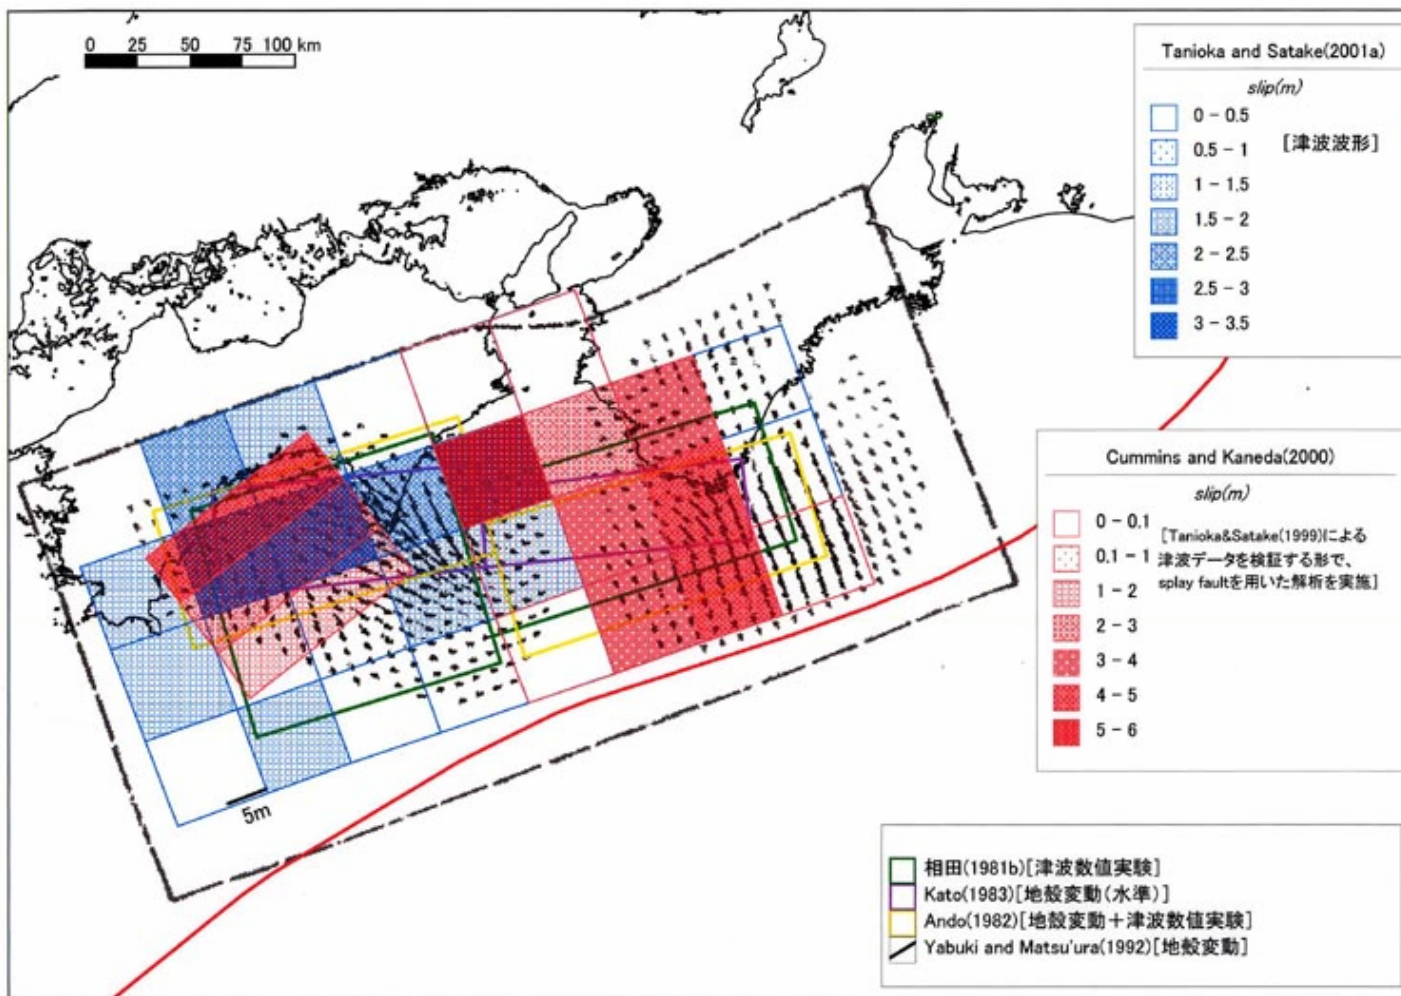 0 25 50 75 100 km
Tanioka and Satake(2001a)
slip(m)
0 - 0.5
[津波波形]
0.5 - 1
1 - 1.5
1.5 - 2
2 - 2.5
2.5 - 3
3 - 3.5
Cummins and Kaneda(2000)
slip(m)
0 - 0.1
[Tanioka&Satake(1999)による
0.1 - 1
津波データを検証する形で、
splay faultを用いた解析を実施]
1 - 2
2 - 3
3 - 4
4 - 5
5 - 6
5m
相田(1981b)[津波数値実験]
Kato(1983)[地殻変動(水準)]
Ando(1982)[地殻変動+津波数値実験]
Yabuki and Matsu'ura(1992)[地殻変動]